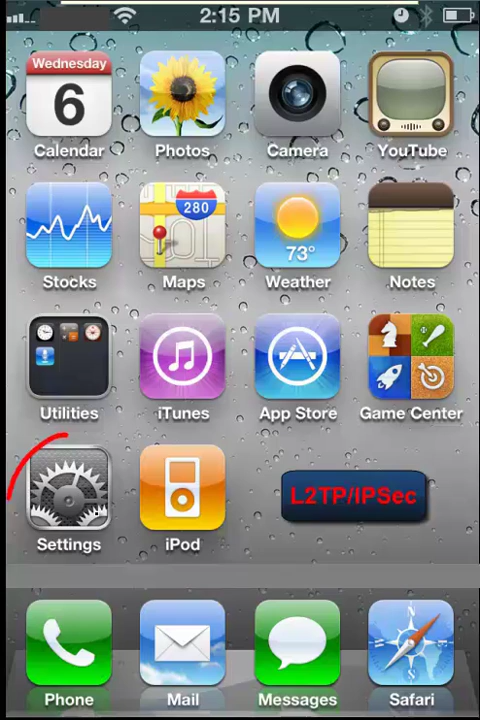 2:15 PM
Wednesday
6
Calendar
Photos
Camera
YouTube
280
73°
Stocks
Maps
Weather
Notes
Utilities
iTunes
App Store
Game Center
L2TP/IPSec
Settings
iPod
N
S
Phone
Mail
Messages
Safari